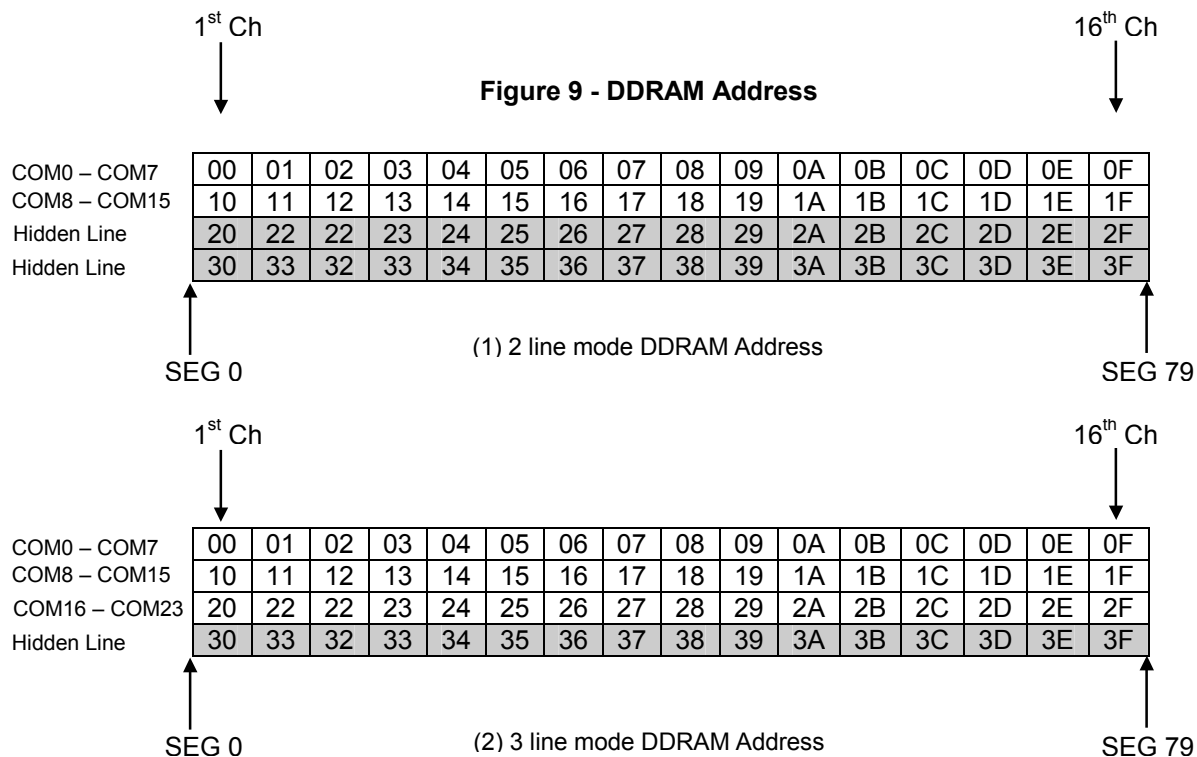 1st Ch 16th Ch
Figure 9 - DDRAM Address
COM0 – COM7 00 01 02 03 04 05 06 07 08 09 0A 0B 0C 0D 0E 0F
COM8 – COM15 10 11 12 13 14 15 16 17 18 19 1A 1B 1C 1D 1E 1F
Hidden Line 20 22 22 23 24 25 26 27 28 29 2A 2B 2C 2D 2E 2F
Hidden Line 30 33 32 33 34 35 36 37 38 39 3A 3B 3C 3D 3E 3F
(1) 2 line mode DDRAM Address
SEG 0 SEG 79
1st Ch 16th Ch
COM0 – COM7 00 01 02 03 04 05 06 07 08 09 0A 0B 0C 0D 0E 0F
COM8 – COM15 10 11 12 13 14 15 16 17 18 19 1A 1B 1C 1D 1E 1F
COM16 – COM23 20 22 22 23 24 25 26 27 28 29 2A 2B 2C 2D 2E 2F
Hidden Line 30 33 32 33 34 35 36 37 38 39 3A 3B 3C 3D 3E 3F
SEG 0 (2) 3 line mode DDRAM Address SEG 79